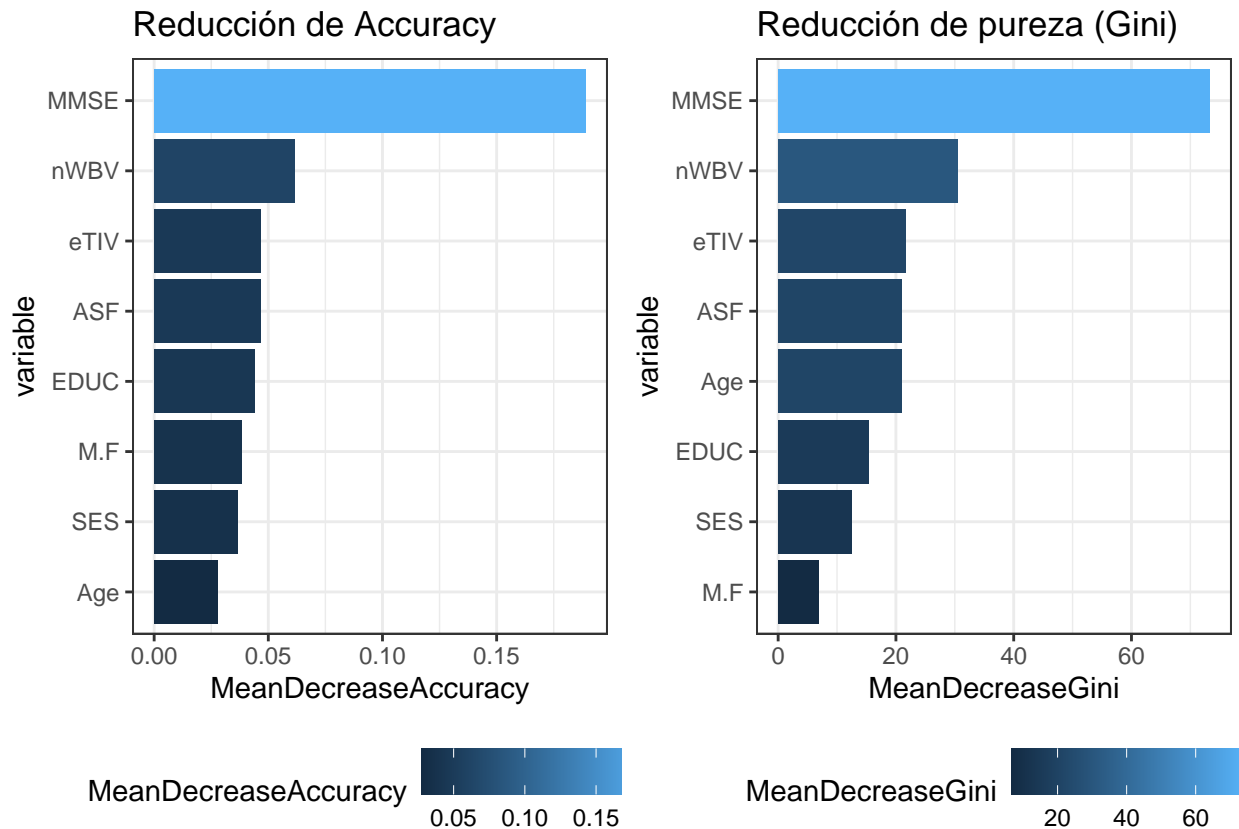 Reducción de Accuracy
variable
MMSE
nWBV
eTIV
ASF
EDUC
M.F
SES
Age
0.00 0.05 0.10 0.15
MeanDecreaseAccuracy
MeanDecreaseAccuracy
0.05 0.10 0.15
Reducción de pureza (Gini)
variable
MMSE
nWBV
eTIV
ASF
Age
EDUC
SES
M.F
0 20 40 60
MeanDecreaseGini
MeanDecreaseGini
20 40 60